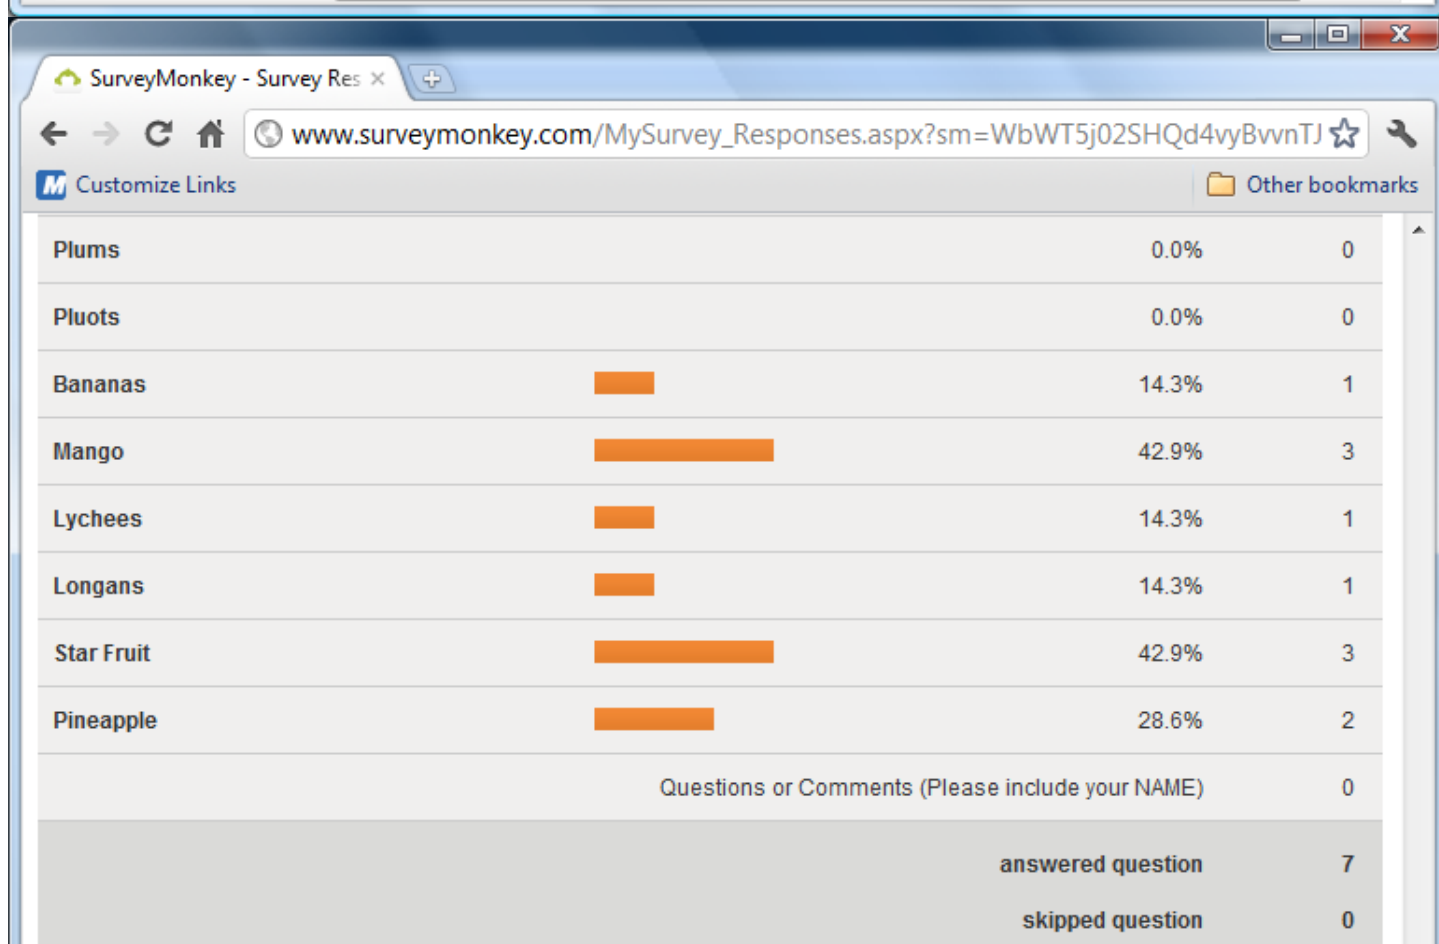 SurveyMonkey - Survey Res
www.surveymonkey.com/MySurvey_Responses.aspx?sm=WbWT5j02SHQd4vyBvvnTJ
Customize Links Other bookmarks
Plums 0.0% 0
Pluots 0.0% 0
Bananas 14.3% 1
Mango 42.9% 3
Lychees 14.3% 1
Longans 14.3% 1
Star Fruit 42.9% 3
Pineapple 28.6% 2
Questions or Comments (Please include your NAME) 0
answered question 7
skipped question 0